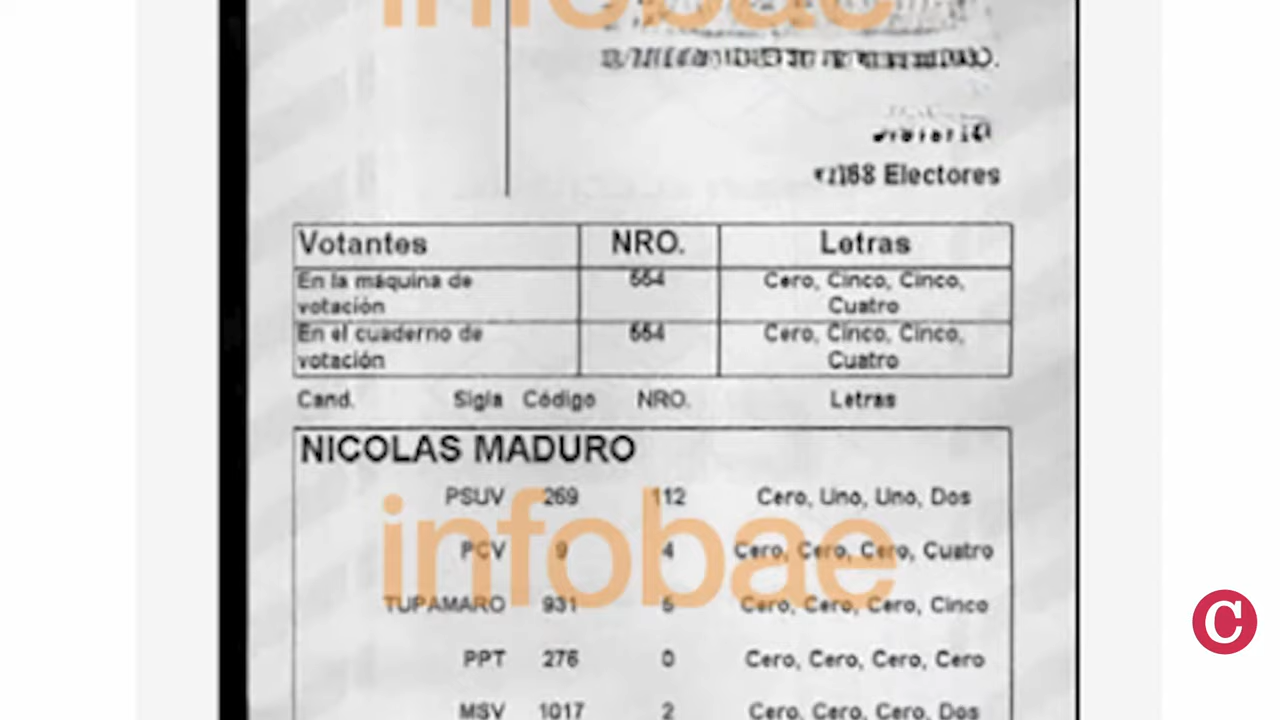 infobae
Electores
Votantes NRO. Letras
En la máquina de votación 554 Cero, Cinco, Cinco,
Cuatro
En el cuaderno de votación 554 Cero, Cinco, Cinco,
Cuatro
Cand. Sigla Código NRO. Letras
NICOLAS MADURO
PSUV 269 112 Cero, Uno, Uno, Dos
infobae
PCV 9 4 Cero, Cero, Cero, Cuatro
TUPAMARO 931 5 Cero, Cero, Cero, Cinco
PPT 276 0 Cero, Cero, Cero, Cero
MSV 1017 2 Cero, Cero, Cero, Dos
C